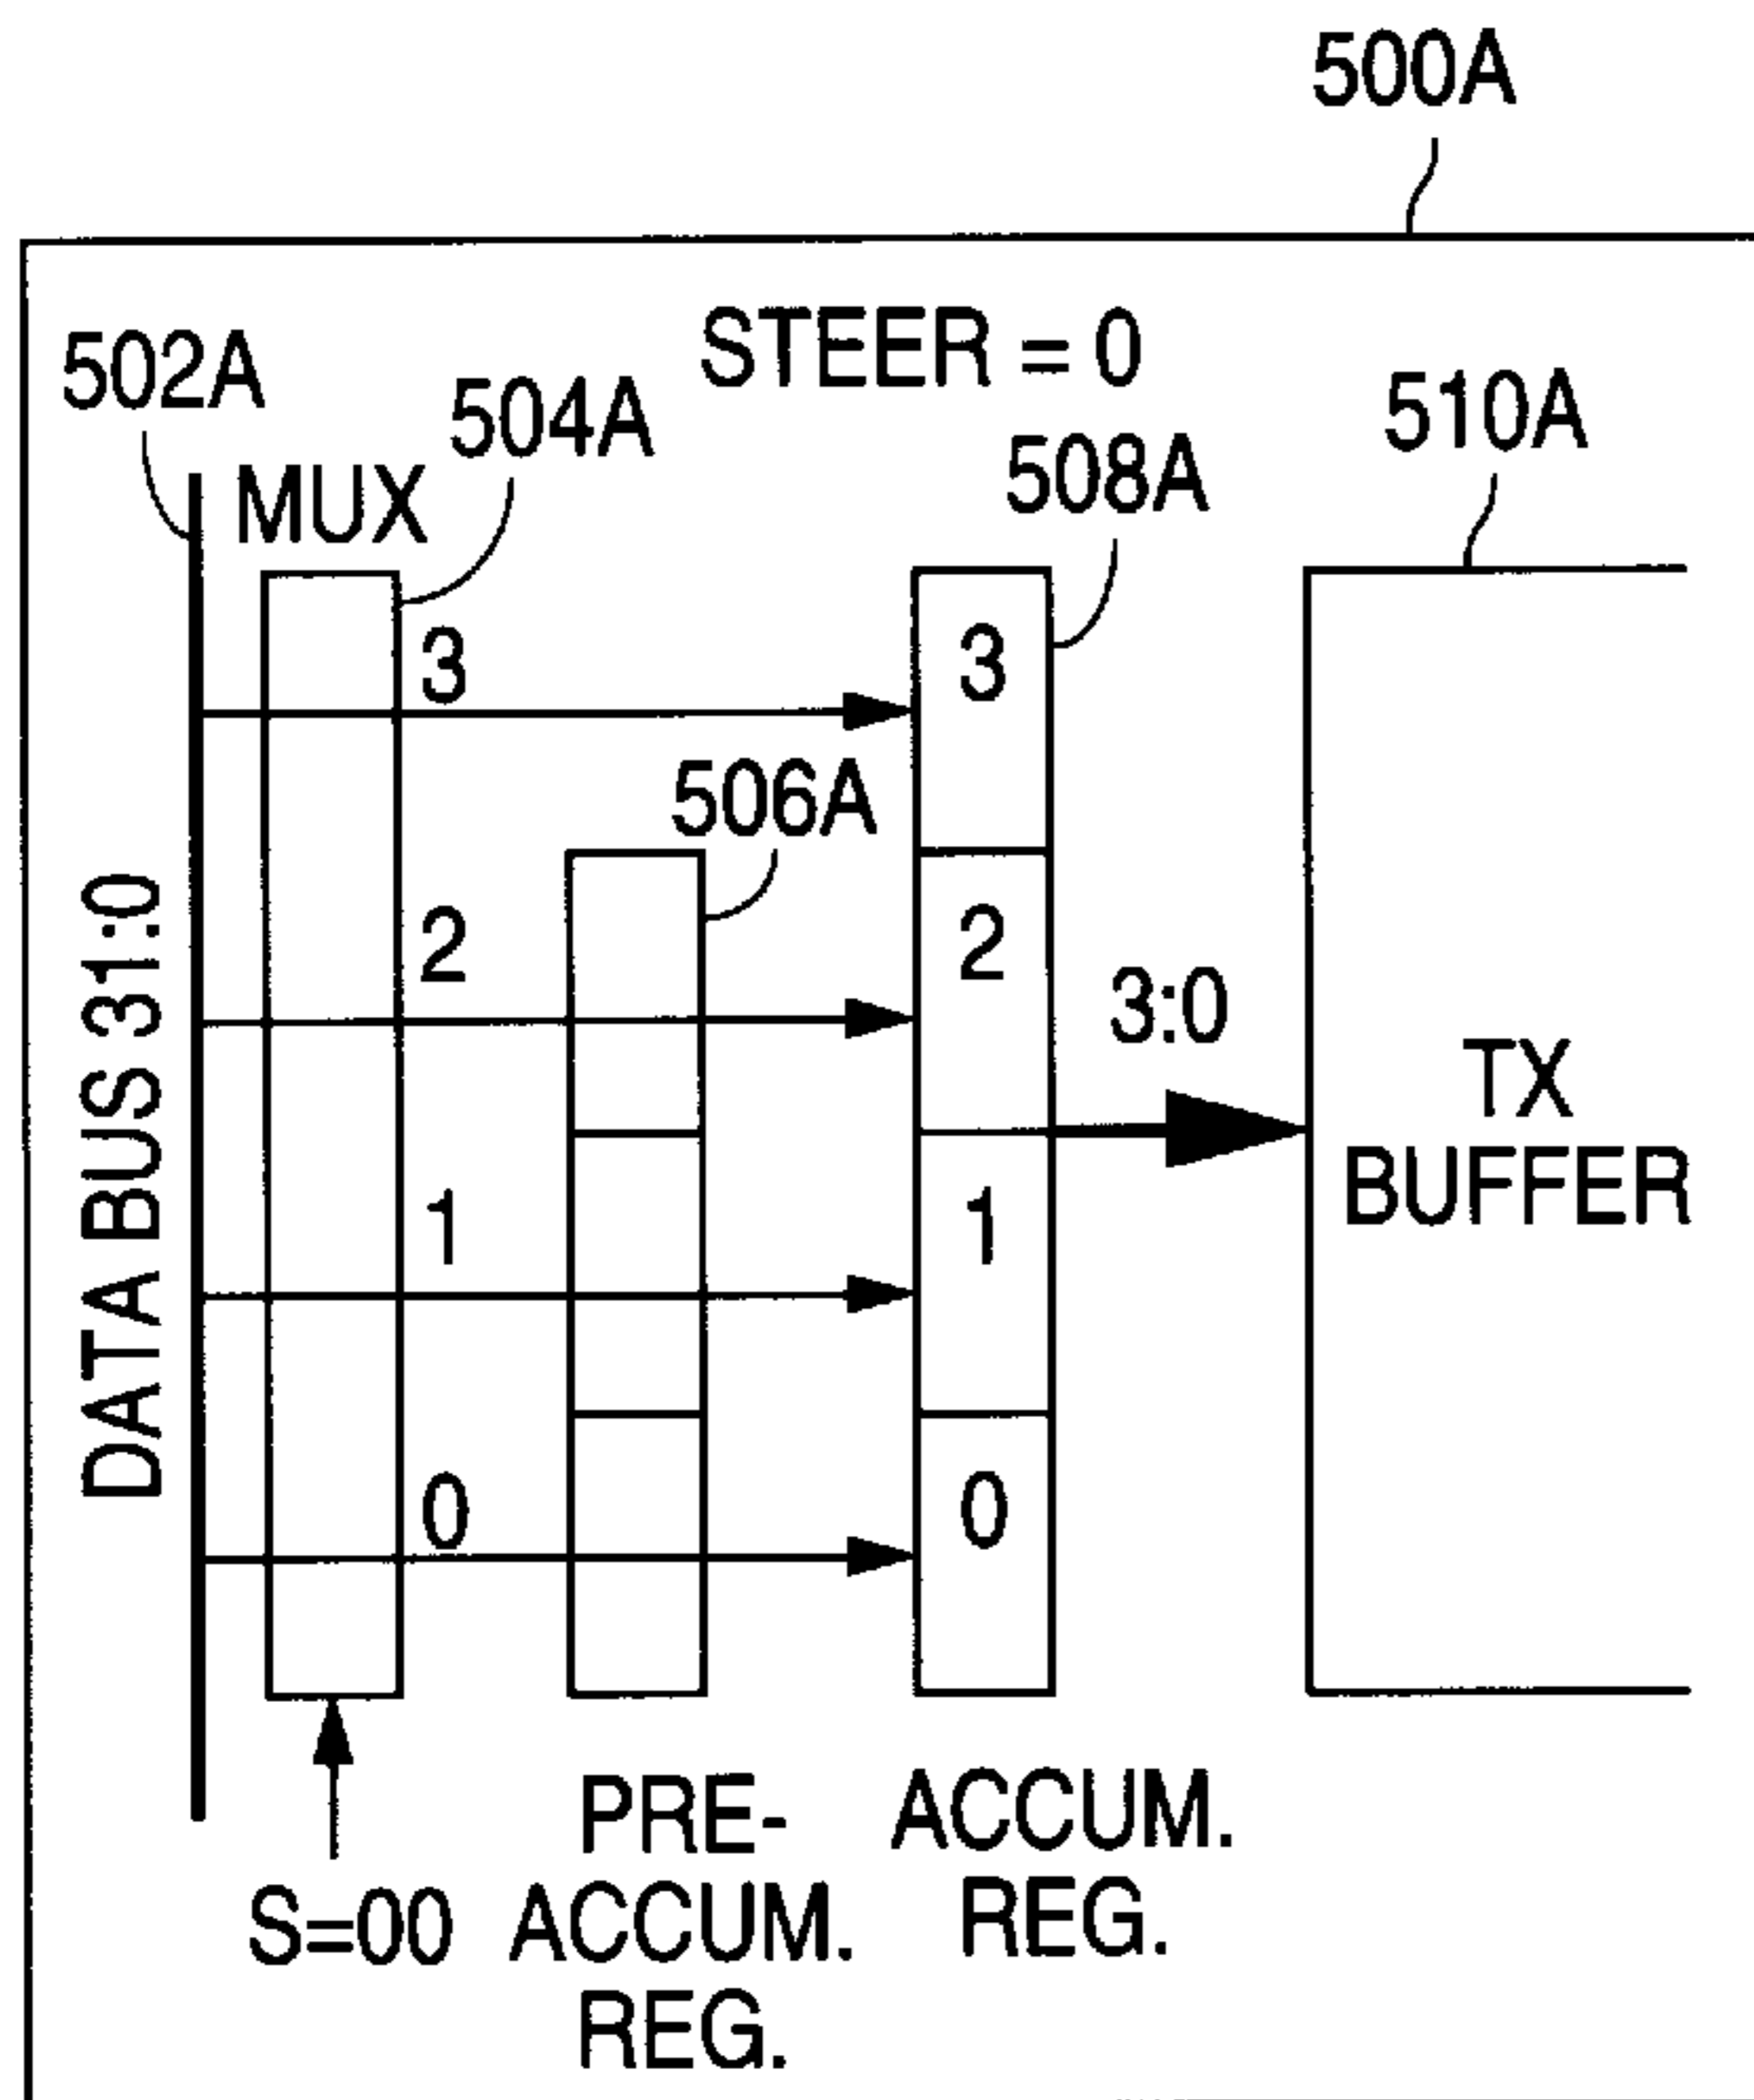 500A
STEER = 0
502A
504A
MUX
508A
510A
3
3
506A
DATA BUS 31:0
2
2
3:0
TX
BUFFER
1
1
0
0
S=00
PRE-
ACCUM.
REG.
ACCUM.
REG.